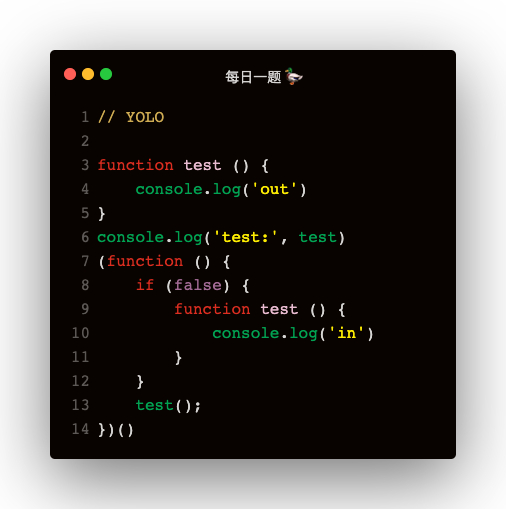 每日一题 🦆
1 // YOLO
2
3 function test () {
4     console.log('out')
5 }
6 console.log('test:', test)
7 (function () {
8     if (false) {
9         function test () {
10             console.log('in')
11         }
12     }
13     test();
14 })()